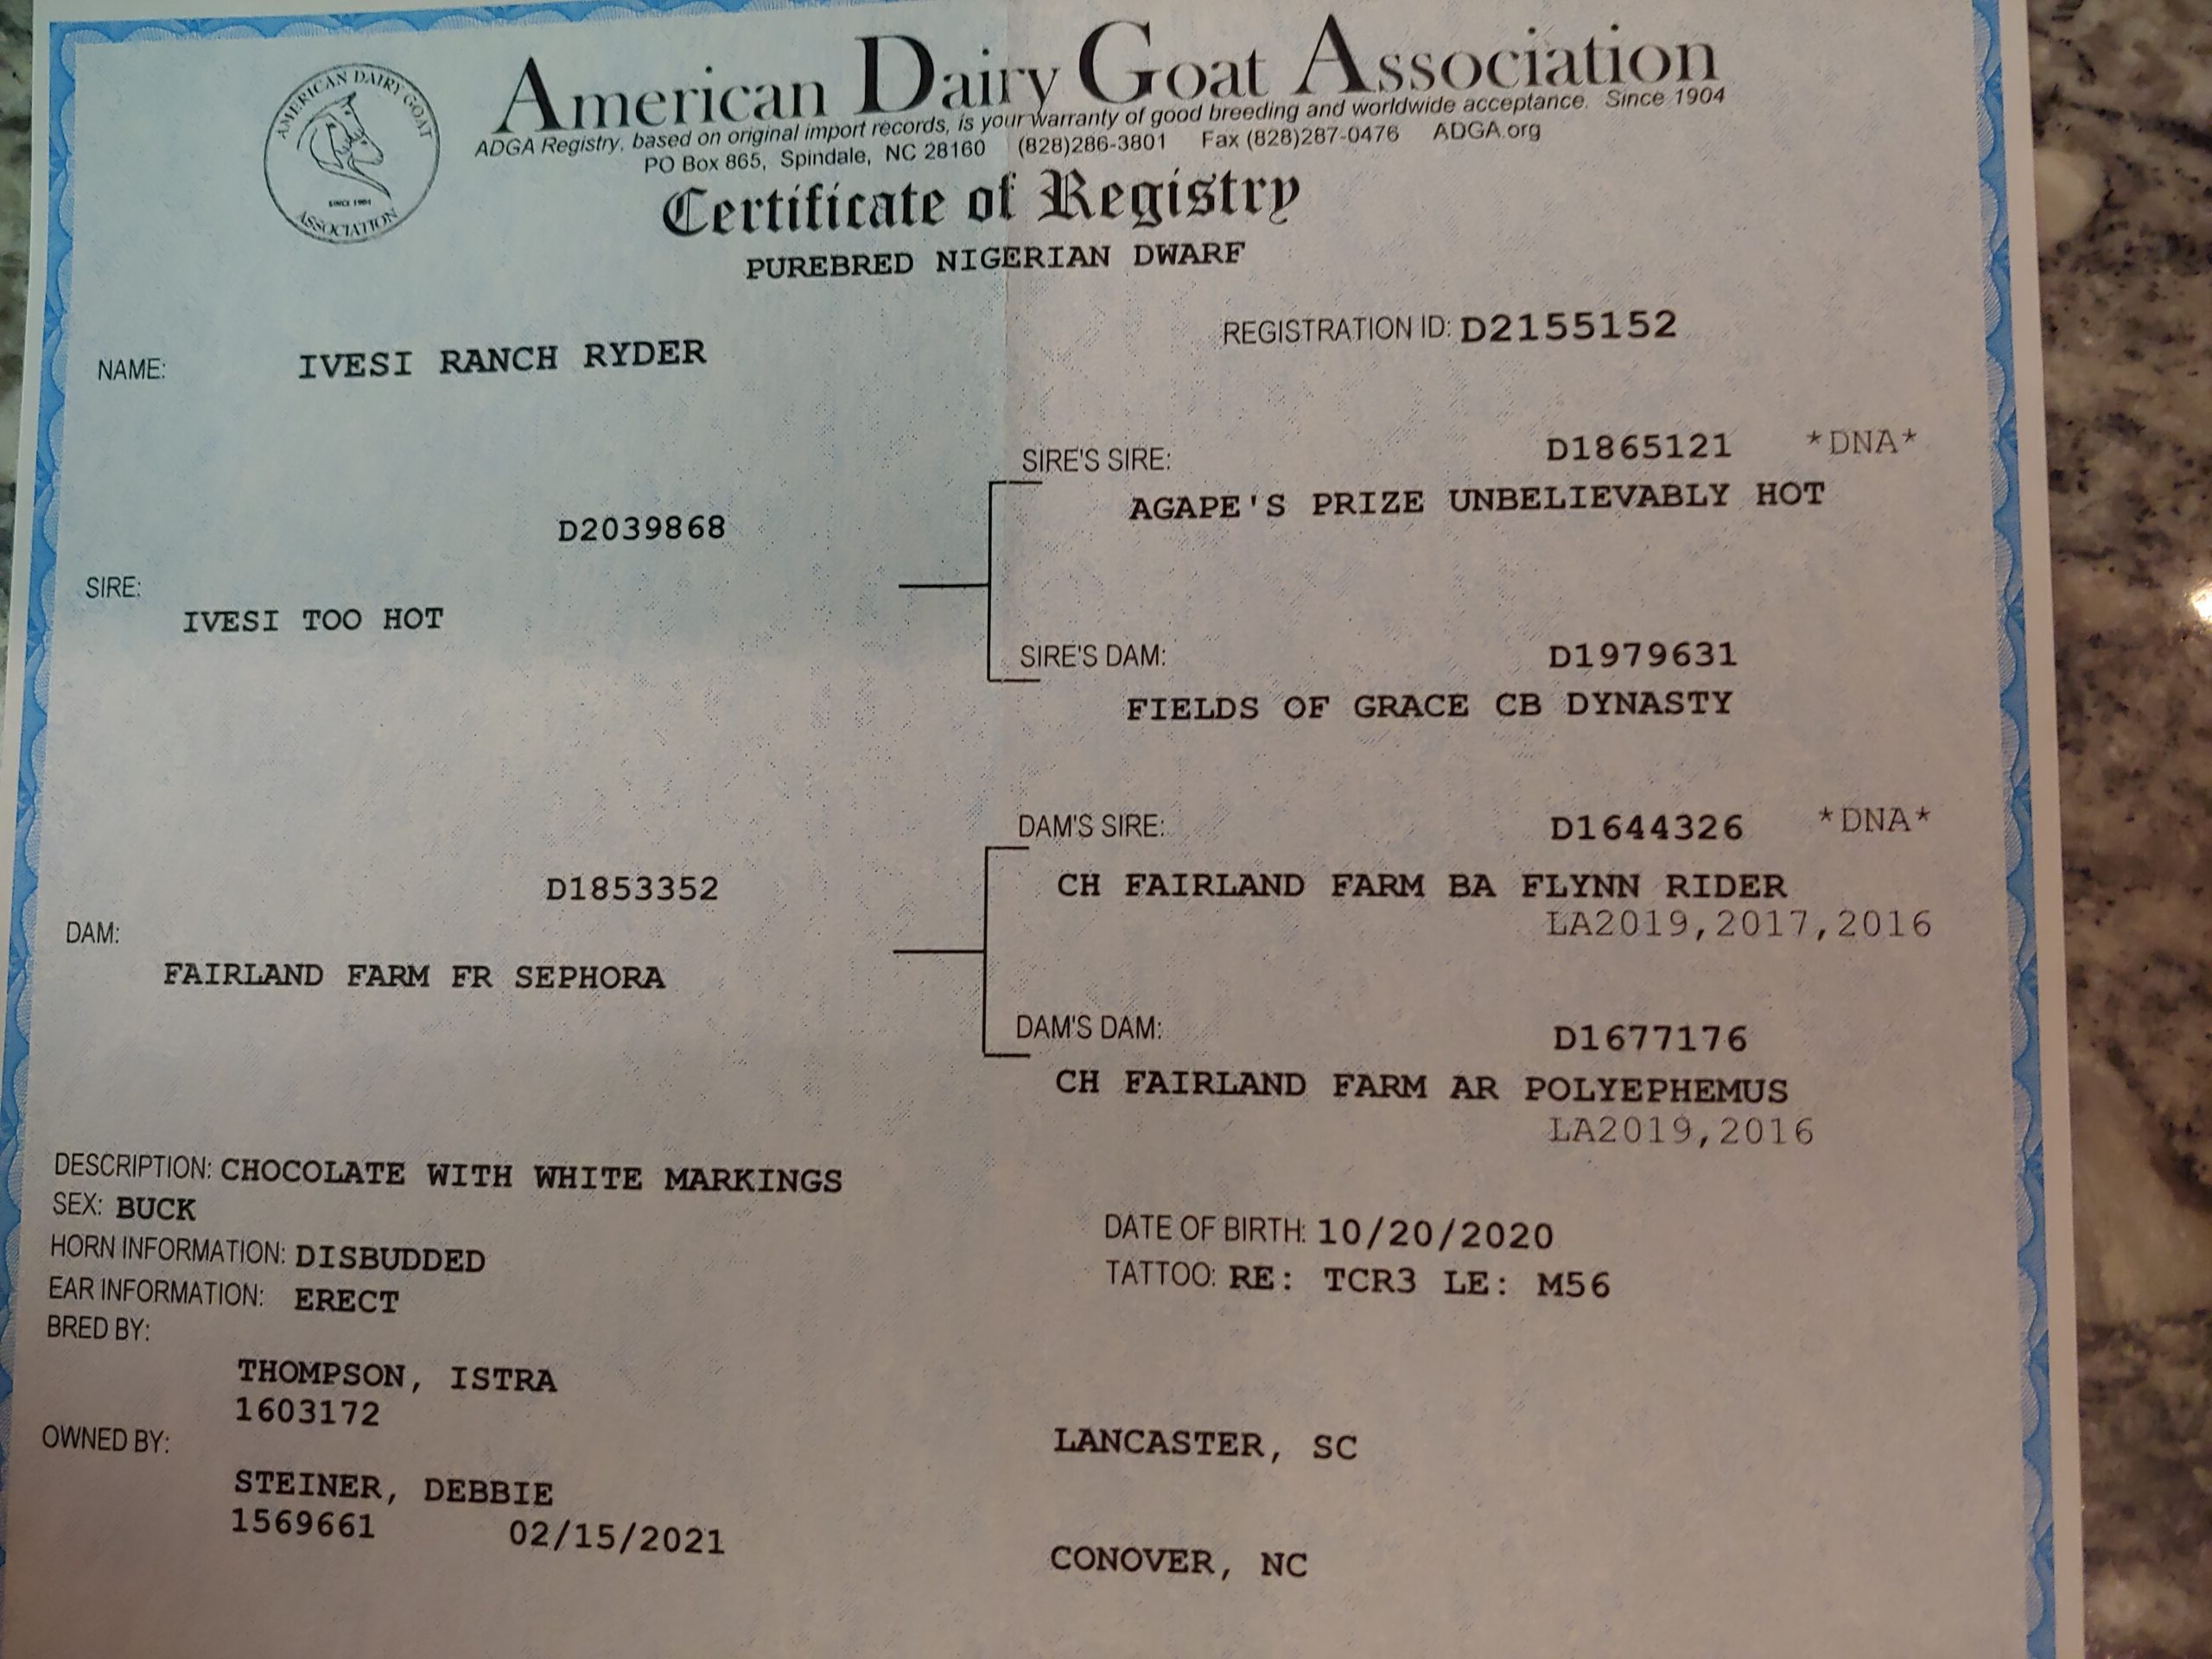 AMERICAN DAIRY GOAT
SINCE 1904
ASSOCIATION
American Dairy Goat Association
ADGA Registry, based on original import records, is your warranty of good breeding and worldwide acceptance. Since 1904
PO Box 865, Spindale, NC 28160 (828)286-3801 Fax (828)287-0476 ADGA.org
Certificate of Registry
PUREBRED NIGERIAN DWARF
REGISTRATION ID: D2155152
NAME: IVESI RANCH RYDER
SIRE'S SIRE: D1865121 *DNA*
AGAPE'S PRIZE UNBELIEVABLY HOT
D2039868
SIRE:
IVESI TOO HOT
SIRE'S DAM: D1979631
FIELDS OF GRACE CB DYNASTY
DAM'S SIRE: D1644326 *DNA*
CH FAIRLAND FARM BA FLYNN RIDER
LA2019,2017,2016
D1853352
DAM:
FAIRLAND FARM FR SEPHORA
DAM'S DAM: D1677176
CH FAIRLAND FARM AR POLYEPHEMUS
LA2019,2016
DESCRIPTION: CHOCOLATE WITH WHITE MARKINGS
SEX: BUCK
DATE OF BIRTH: 10/20/2020
HORN INFORMATION: DISBUDDED
TATTOO: RE: TCR3 LE: M56
EAR INFORMATION: ERECT
BRED BY:
THOMPSON, ISTRA
1603172
LANCASTER, SC
OWNED BY:
STEINER, DEBBIE
1569661 02/15/2021
CONOVER, NC